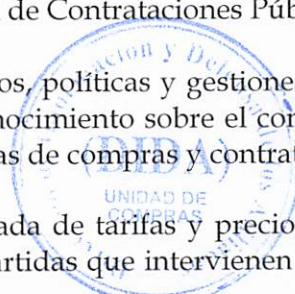 de Contrataciones Púb
os, políticas y gestione
nocimiento sobre el con
as de compras y contrat
(DIDA)
UNIDAD DE
COMPRAS
ada de tarifas y precio
artidas que intervienen